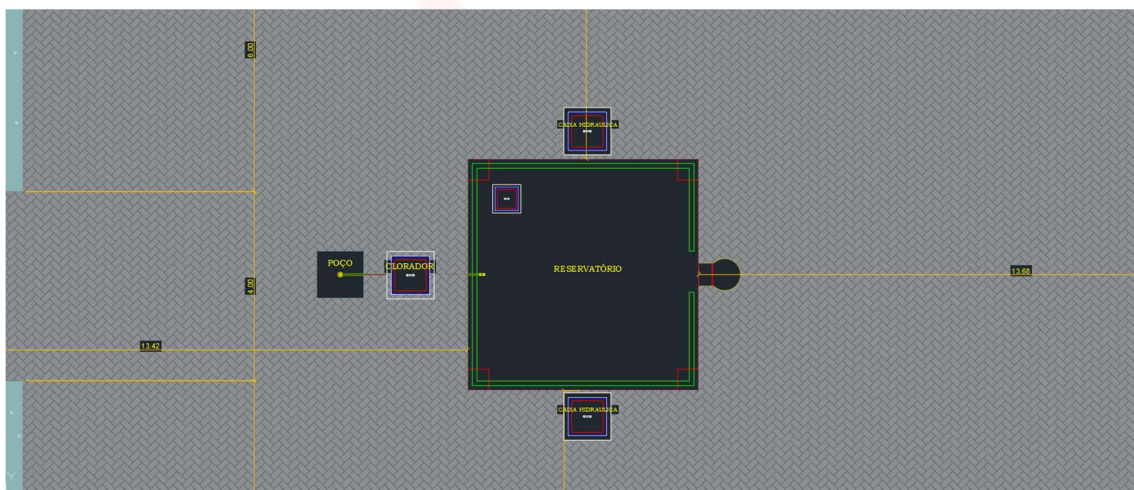 6.00
CAIXA HIDRAULICA
POÇO
CLORADOR
RESERVATÓRIO
13.68
4.00
13.42
CAIXA HIDRAULICA
Y